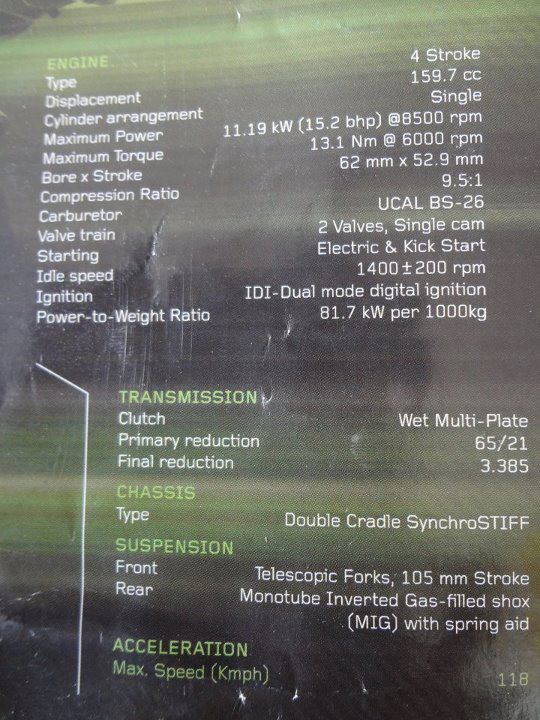 ENGINE
Type 4 Stroke
Displacement 159.7 cc
Cylinder arrangement Single
Maximum Power 11.19 kW (15.2 bhp) @8500 rpm
Maximum Torque 13.1 Nm @ 6000 rpm
Bore x Stroke 62 mm x 52.9 mm
Compression Ratio 9.5:1
Carburetor UCAL BS-26
Valve train 2 Valves, Single cam
Starting Electric & Kick Start
Idle speed 1400±200 rpm
Ignition IDI-Dual mode digital ignition
Power-to-Weight Ratio 81.7 kW per 1000kg
TRANSMISSION
Clutch Wet Multi-Plate
Primary reduction 65/21
Final reduction 3.385
CHASSIS
Type Double Cradle SynchroSTIFF
SUSPENSION
Front Telescopic Forks, 105 mm Stroke
Rear Monotube Inverted Gas-filled shox
(MIG) with spring aid
ACCELERATION
Max. Speed (Kmph) 118